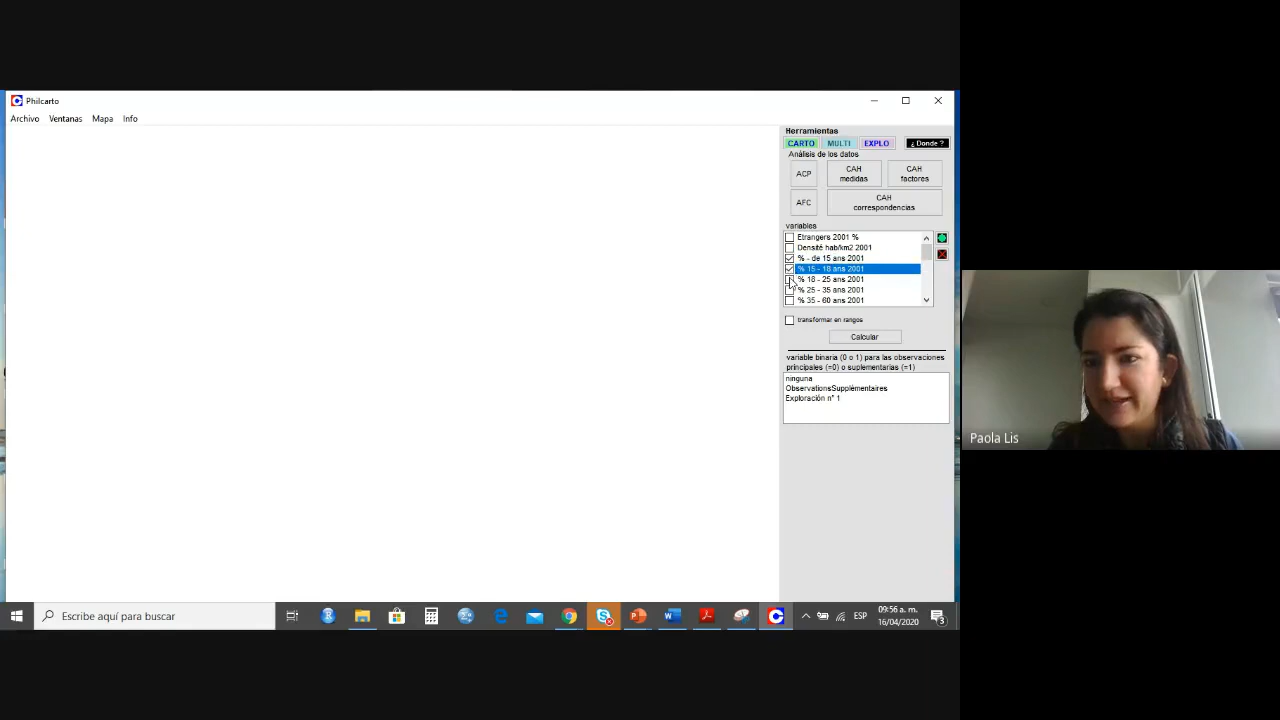 Philcarto
Archivo Ventanas Mapa Info
Herramientas
CARTO MULTI EXPLO ¿ Donde ?
Análisis de los datos
ACP
CAH medidas
CAH factores
AFC
CAH correspondencias
variables
Etrangers 2001 %
Densité hab/km2 2001
% - de 15 ans 2001
% 15 - 18 ans 2001
% 18 - 25 ans 2001
% 25 - 35 ans 2001
% 35 - 60 ans 2001
transformar en rangos
Calcular
variable binaria (0 o 1) para las observaciones
principales (=0) o suplementarias (=1)
ninguna
ObservationsSupplémentaires
Exploración n° 1
Paola Lis
Escribe aquí para buscar
ESP
09:56 a. m.
16/04/2020
3